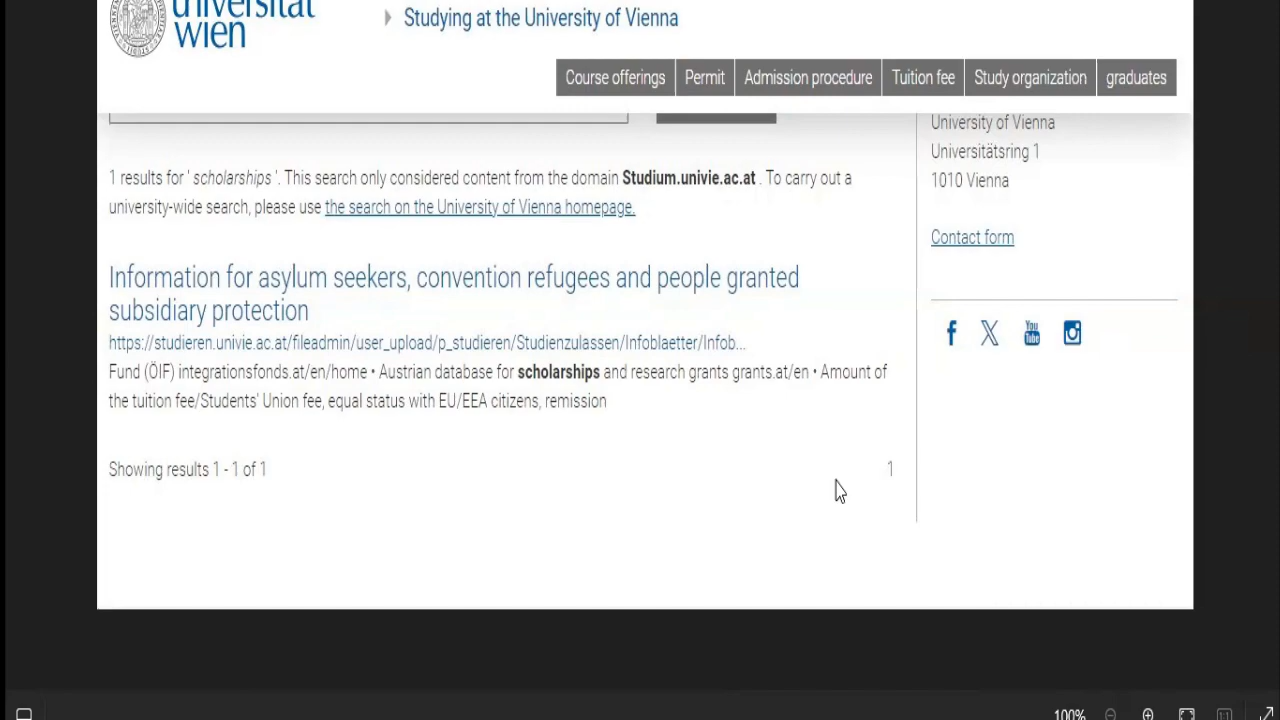 universität
wien
Studying at the University of Vienna
Course offerings
Permit
Admission procedure
Tuition fee
Study organization
graduates
1 results for ' scholarships '. This search only considered content from the domain Studium.univie.ac.at . To carry out a
university-wide search, please use the search on the University of Vienna homepage.
Information for asylum seekers, convention refugees and people granted
subsidiary protection
https://studieren.univie.ac.at/fileadmin/user_upload/p_studieren/Studienzulassen/Infoblaetter/Infob...
Fund (ÖIF) integrationsfonds.at/en/home • Austrian database for scholarships and research grants grants.at/en • Amount of
the tuition fee/Students' Union fee, equal status with EU/EEA citizens, remission
Showing results 1 - 1 of 1
1
University of Vienna
Universitätsring 1
1010 Vienna
Contact form
You
Tube
100%